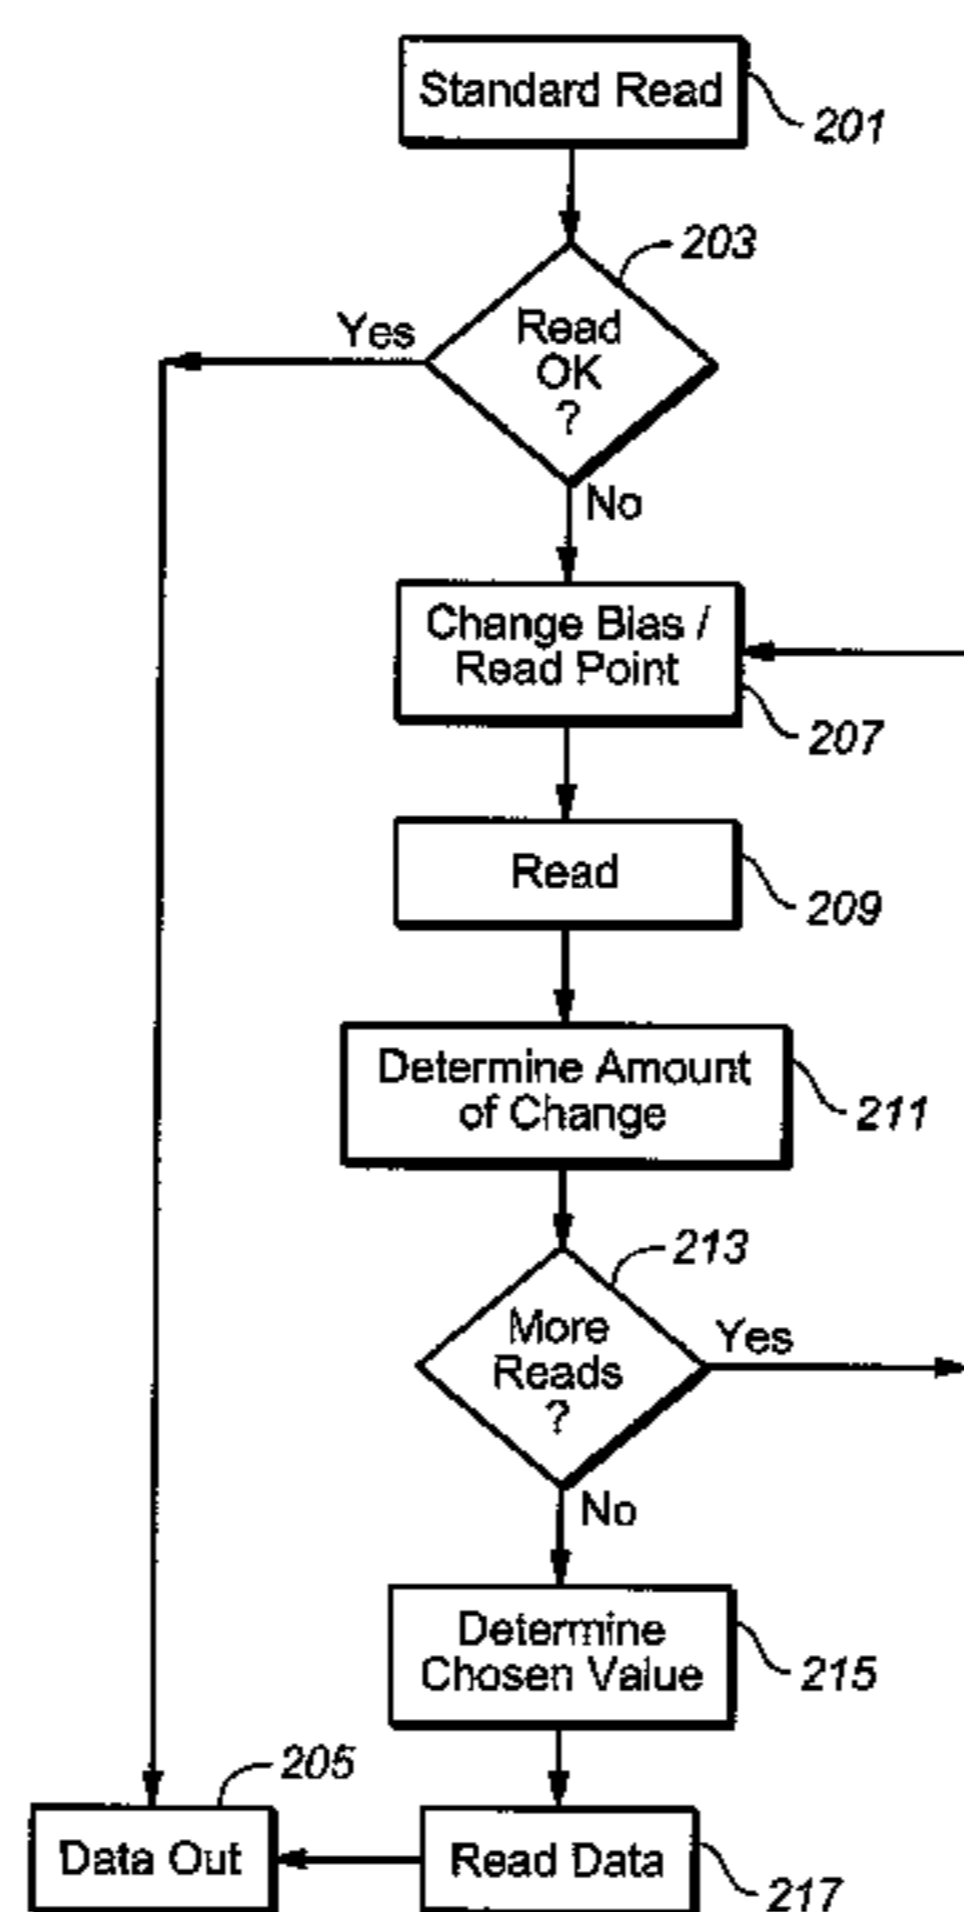 Standard Read
201
203
Read
OK
?
Yes
No
Change Bias /
Read Point
207
Read
209
Determine Amount
of Change
211
213
More
Reads
?
Yes
No
Determine
Chosen Value
215
205
Data Out
Read Data
217